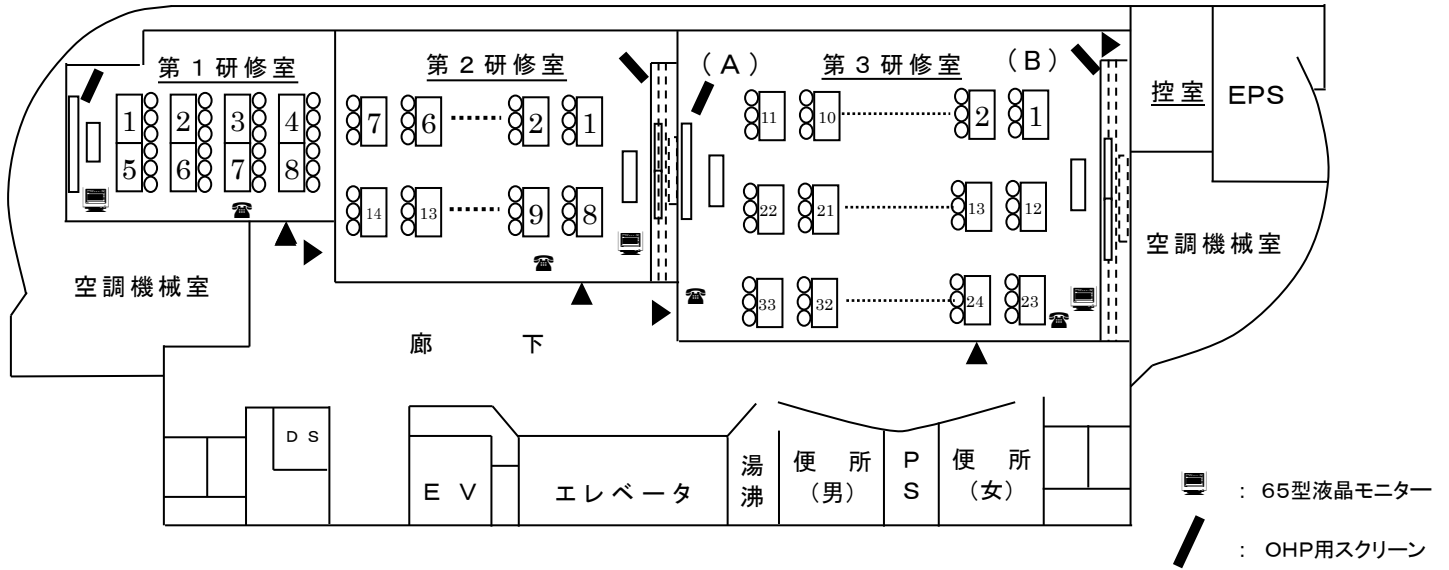 第１研修室
第２研修室
（Ａ）
第３研修室
（Ｂ）
控室
EPS
1 2 3 4
5 6 7 8
7 6 2 1
14 13 9 8
11 10 2 1
22 21 13 12
33 32 24 23
空調機械室
空調機械室
廊　下
ＤＳ
ＥＶ
エレベータ
湯沸
便所
（男）
ＰＳ
便所
（女）
： 65型液晶モニター
： OHP用スクリーン